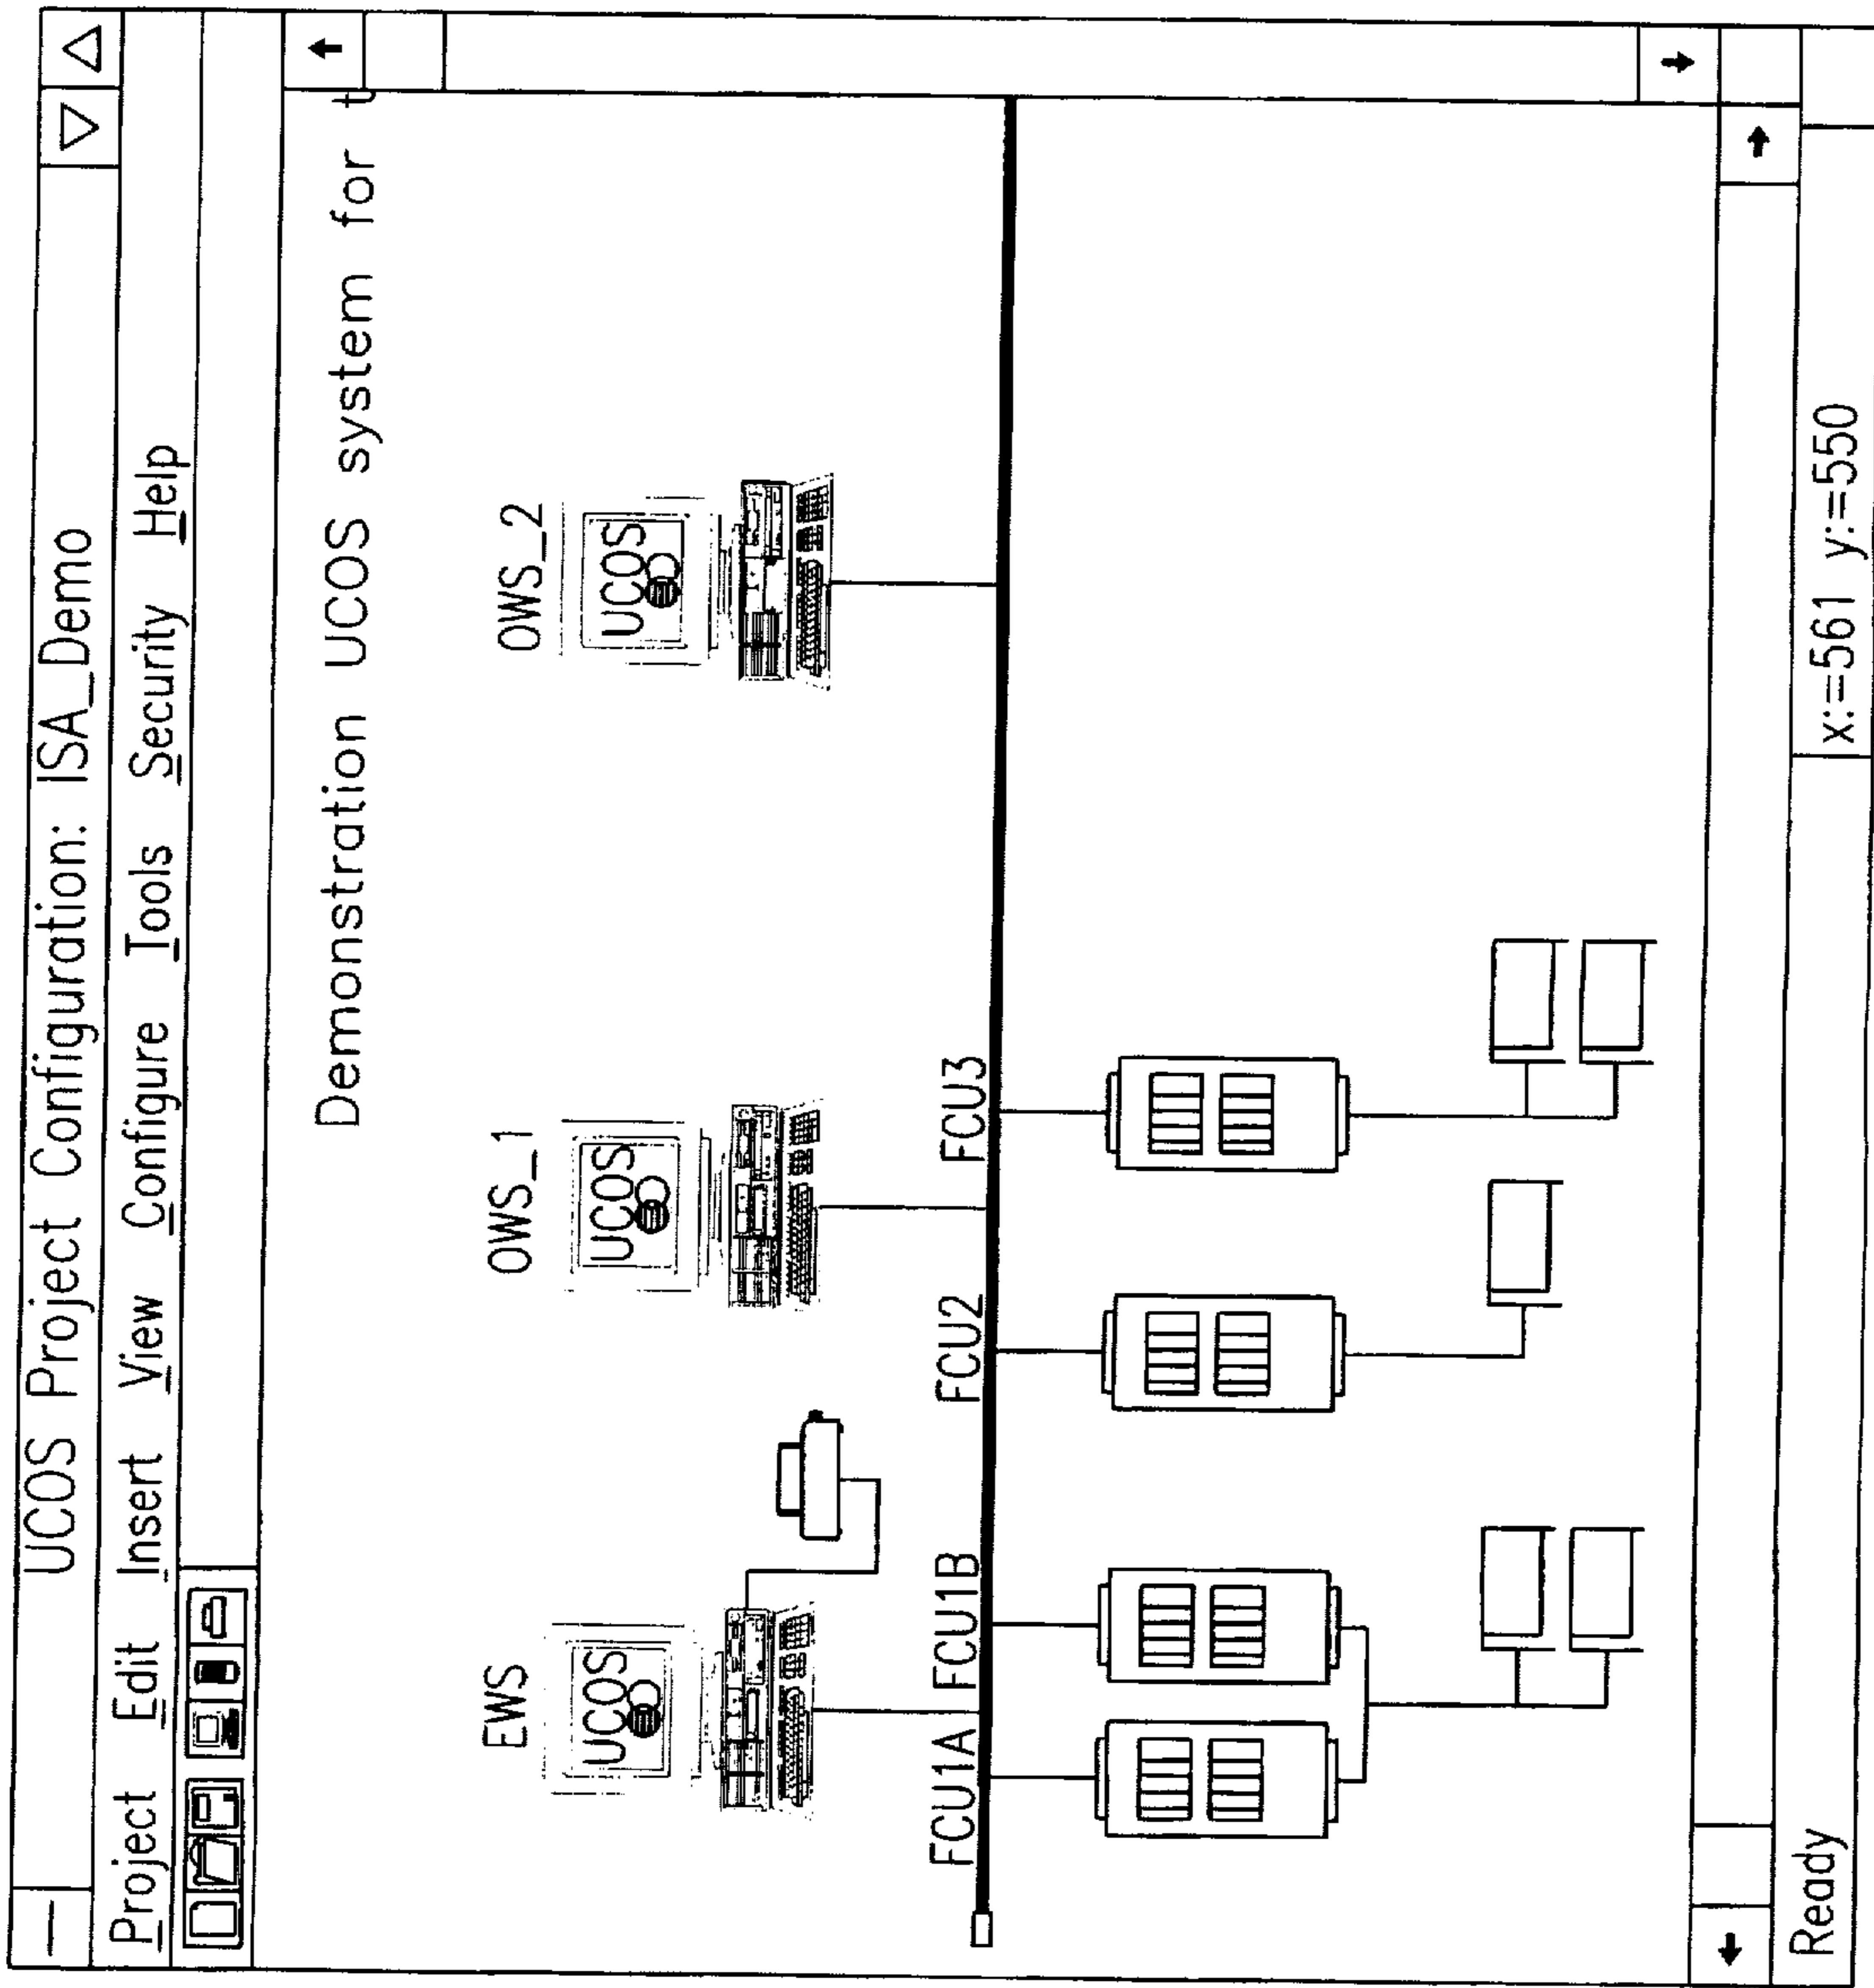 UCOS Project Configuration: ISA_Demo
Project Edit Insert View Configure Tools Security Help
Demonstration UCOS system for t
EWS OWS_1 OWS_2
UCOS UCOS UCOS
FCU1A FCU1B FCU2 FCU3
Ready x:=561 y:=550